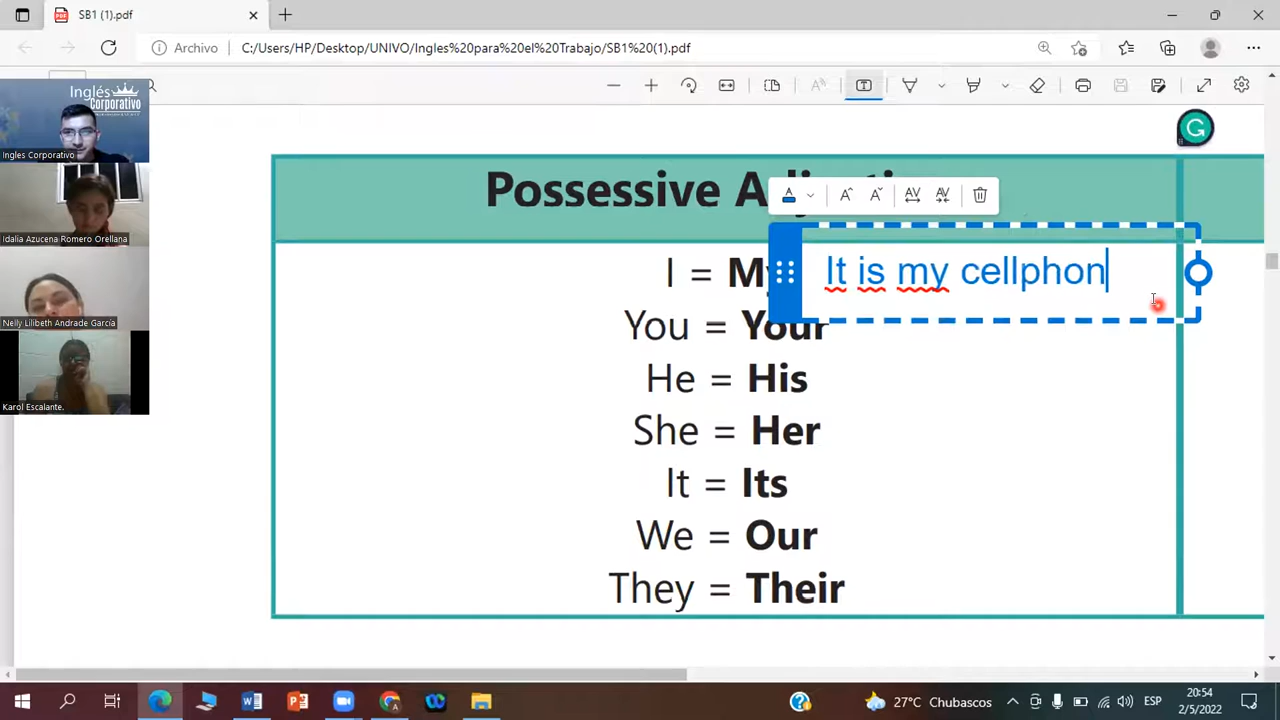 SB1 (1).pdf
Archivo
C:/Users/HP/Desktop/UNIVO/Ingles%20para%20el%20Trabajo/SB1%20(1).pdf
Inglés
Corporativo
Ingles Corporativo
Idalia Azucena Romero Orellana
Nelly Lilibeth Andrade García
Karol Escalante.
Possessive
It is my cellphon
I = My
You = Your
He = His
She = Her
It = Its
We = Our
They = Their
27°C Chubascos
ESP
20:54
2/5/2022